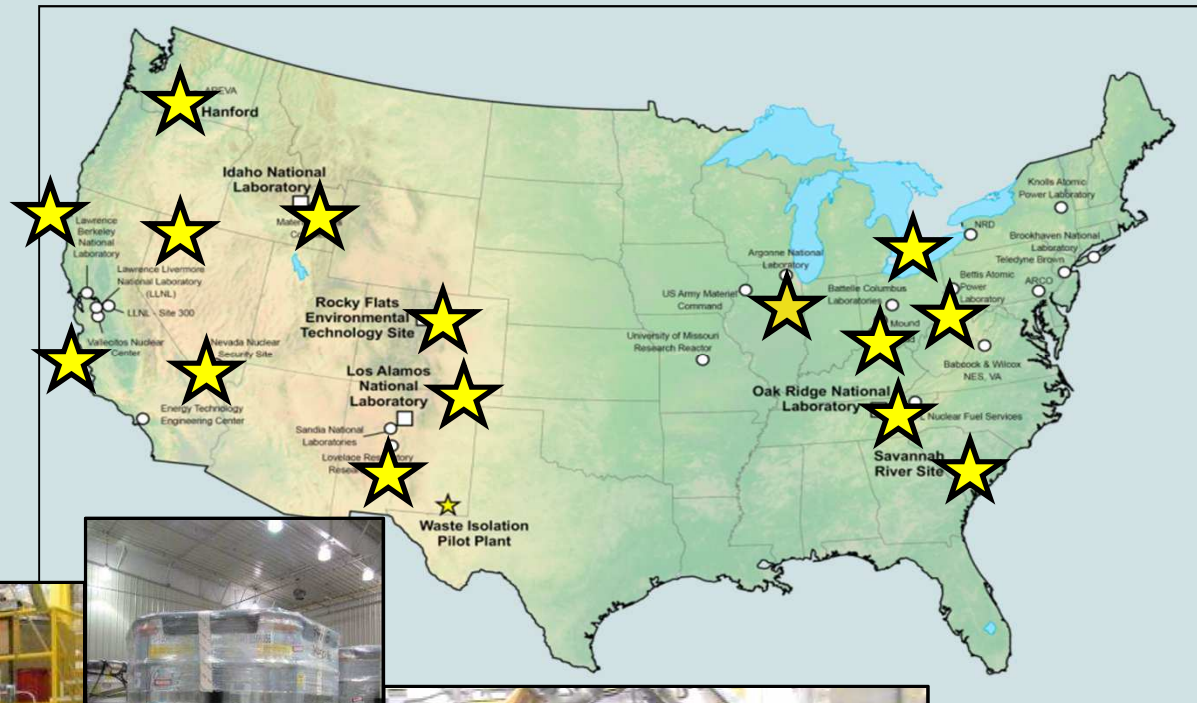 AREVA
Hanford
Idaho National
Laboratory
Lawrence
Berkeley
National
Laboratory
Lawrence Livermore
National Laboratory
(LLNL)
LLNL - Site 300
Vallecitos Nuclear
Center
Nevada Nuclear
Security Site
Energy Technology
Engineering Center
Rocky Flats
Environmental
Technology Site
Los Alamos
National
Laboratory
Sandia National
Laboratories
Lovelace
Waste Isolation
Pilot Plant
US Army Materiel
Command
University of Missouri
Research Reactor
Argonne National
Laboratory
Battelle Columbus
Laboratories
Mound
Bettis Atomic
Power
Laboratory
Babcock & Wilcox
NES, VA
Oak Ridge National
Laboratory
Nuclear Fuel Services
Savannah
River Site
Knolls Atomic
Power Laboratory
NRD
Brookhaven National
Laboratory
Teledyne Brown
ARCO